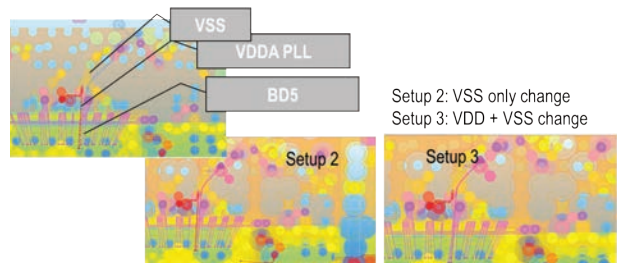 VSS
VDDA PLL
BD5
Setup 2: VSS only change
Setup 3: VDD + VSS change
Setup 2
Setup 3